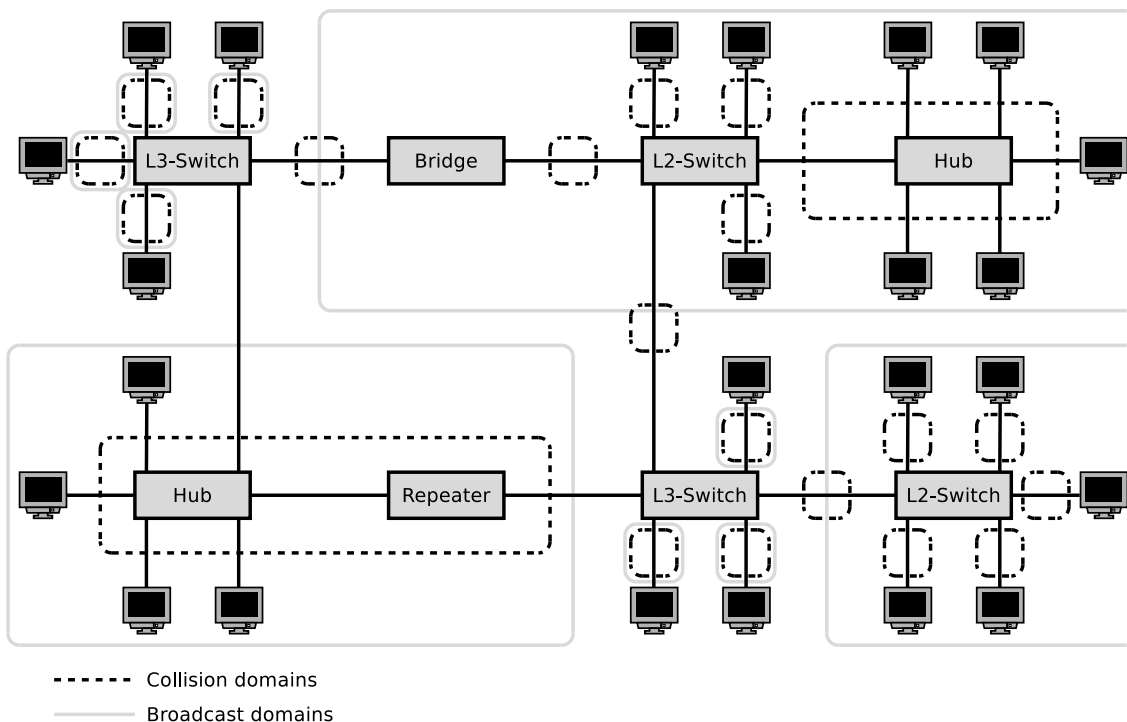 L3-Switch
Bridge
L2-Switch
Hub
Hub
Repeater
L3-Switch
L2-Switch
Collision domains
Broadcast domains